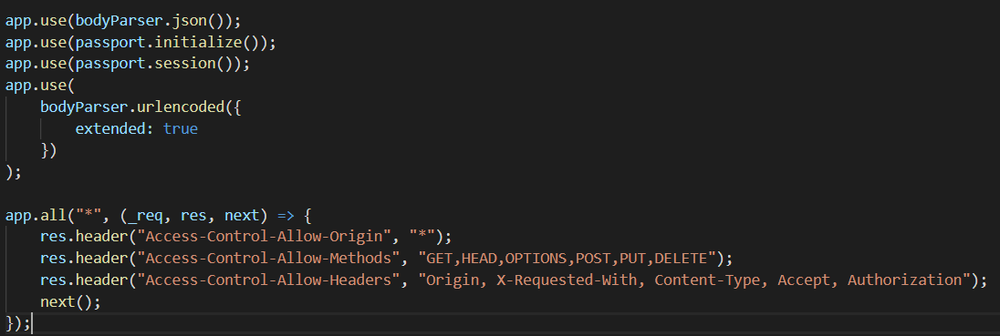 app.use(bodyParser.json());
app.use(passport.initialize());
app.use(passport.session());
app.use(
    bodyParser.urlencoded({
        extended: true
    })
);

app.all("*", (_req, res, next) => {
    res.header("Access-Control-Allow-Origin", "*");
    res.header("Access-Control-Allow-Methods", "GET,HEAD,OPTIONS,POST,PUT,DELETE");
    res.header("Access-Control-Allow-Headers", "Origin, X-Requested-With, Content-Type, Accept, Authorization");
    next();
});